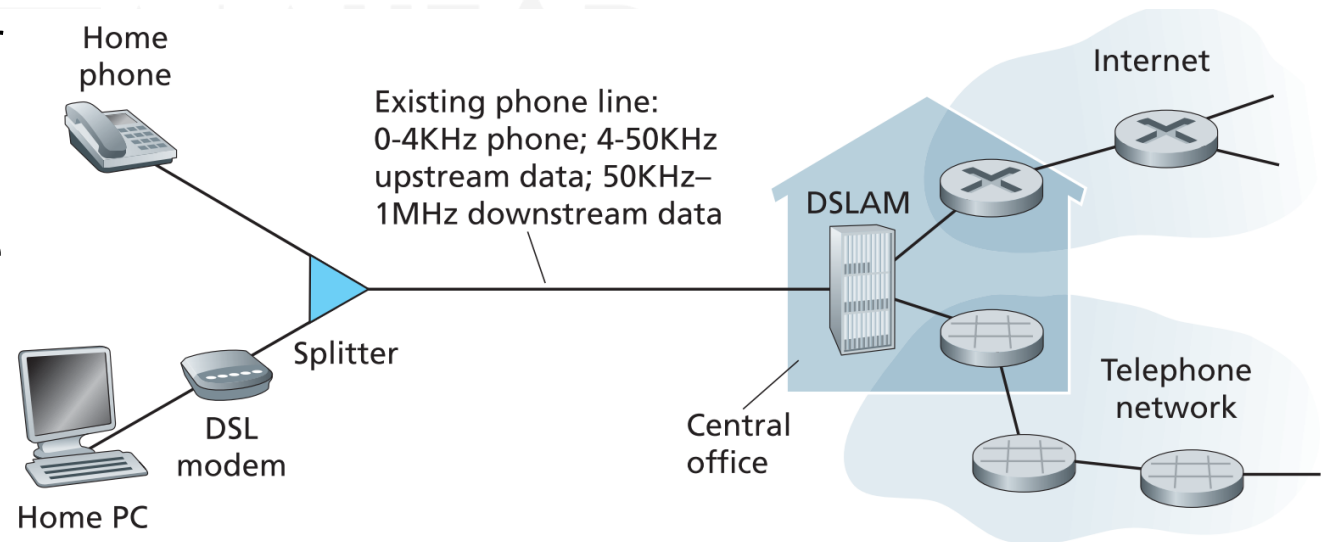 Home
phone
Existing phone line:
0-4KHz phone; 4-50KHz
upstream data; 50KHz–
1MHz downstream data
Internet
DSLAM
Splitter
DSL
modem
Home PC
Central
office
Telephone
network